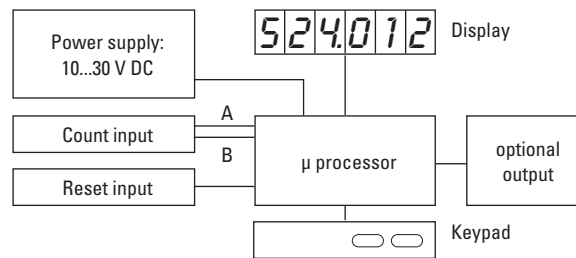 Power supply:
10...30 V DC
524.012
Display
A
Count input
B
µ processor
optional
output
Reset input
Keypad